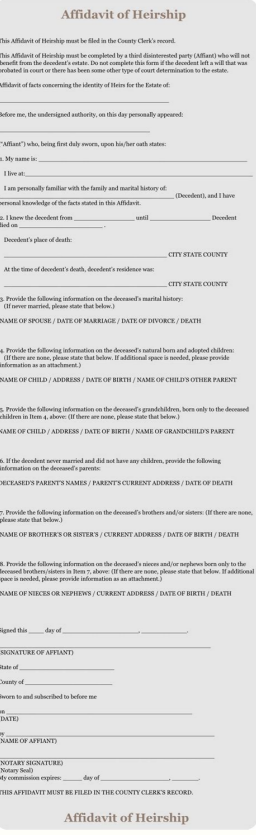 Affidavit of Heirship
This Affidavit of Heirship must be filed in the County Clerk's record.
This Affidavit of Heirship must be completed by a third disinterested party (Affiant) who will not
benefit from the decedent's estate. Do not complete this form if the decedent left a will that was
probated in court or there has been some other type of court determination to the estate.
Affidavit of facts concerning the identity of Heirs for the Estate of:
Before me, the undersigned authority, on this day personally appeared:
("Affiant") who, being first duly sworn, upon his/her oath states:
1. My name is:
I live at:
I am personally familiar with the family and marital history of:
(Decedent), and I have
personal knowledge of the facts stated in this Affidavit.
2. I knew the decedent from ____ until ____ Decedent
died on ____ .
Decedent's place of death:
CITY STATE COUNTY
At the time of decedent's death, decedent's residence was:
CITY STATE COUNTY
3. Provide the following information on the deceased's marital history:
(If never married, please state that below.)
NAME OF SPOUSE / DATE OF MARRIAGE / DATE OF DIVORCE / DEATH
4. Provide the following information on the deceased's natural born and adopted children:
(If there are none, please state that below. If additional space is needed, please provide
information as an attachment.)
NAME OF CHILD / ADDRESS / DATE OF BIRTH / NAME OF CHILD'S OTHER PARENT
5. Provide the following information on the deceased's grandchildren, born only to the deceased
children in Item 4, above: (If there are none, please state that below.)
NAME OF CHILD / ADDRESS / DATE OF BIRTH / NAME OF GRANDCHILD'S PARENT
6. If the decedent never married and did not have any children, provide the following
information on the deceased's parents:
DECEASED'S PARENT'S NAMES / PARENT'S CURRENT ADDRESS / DATE OF DEATH
7. Provide the following information on the deceased's brothers and/or sisters: (If there are none,
please state that below.)
NAME OF BROTHER'S OR SISTER'S / CURRENT ADDRESS / DATE OF BIRTH / DEATH
8. Provide the following information on the deceased's nieces and/or nephews born only to the
deceased brothers/sisters in Item 7, above: (If there are none, please state that below. If additional
space is needed, please provide information as an attachment.)
NAME OF NIECES OR NEPHEWS / CURRENT ADDRESS / DATE OF BIRTH / DEATH
Signed this ____ day of ____, ____.
(SIGNATURE OF AFFIANT)
State of
County of
Sworn to and subscribed to before me
on
(DATE)
by
(NAME OF AFFIANT)
(NOTARY SIGNATURE)
(Notary Seal)
My commission expires: ____ day of ____, ____.
THIS AFFIDAVIT MUST BE FILED IN THE COUNTY CLERK'S RECORD.
Affidavit of Heirship